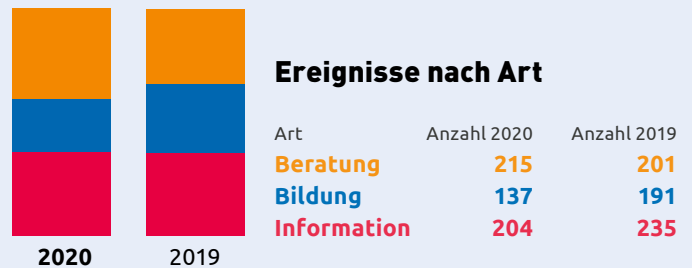 Ereignisse nach Art
Art Anzahl 2020 Anzahl 2019
Beratung 215 201
Bildung 137 191
Information 204 235
2020 2019